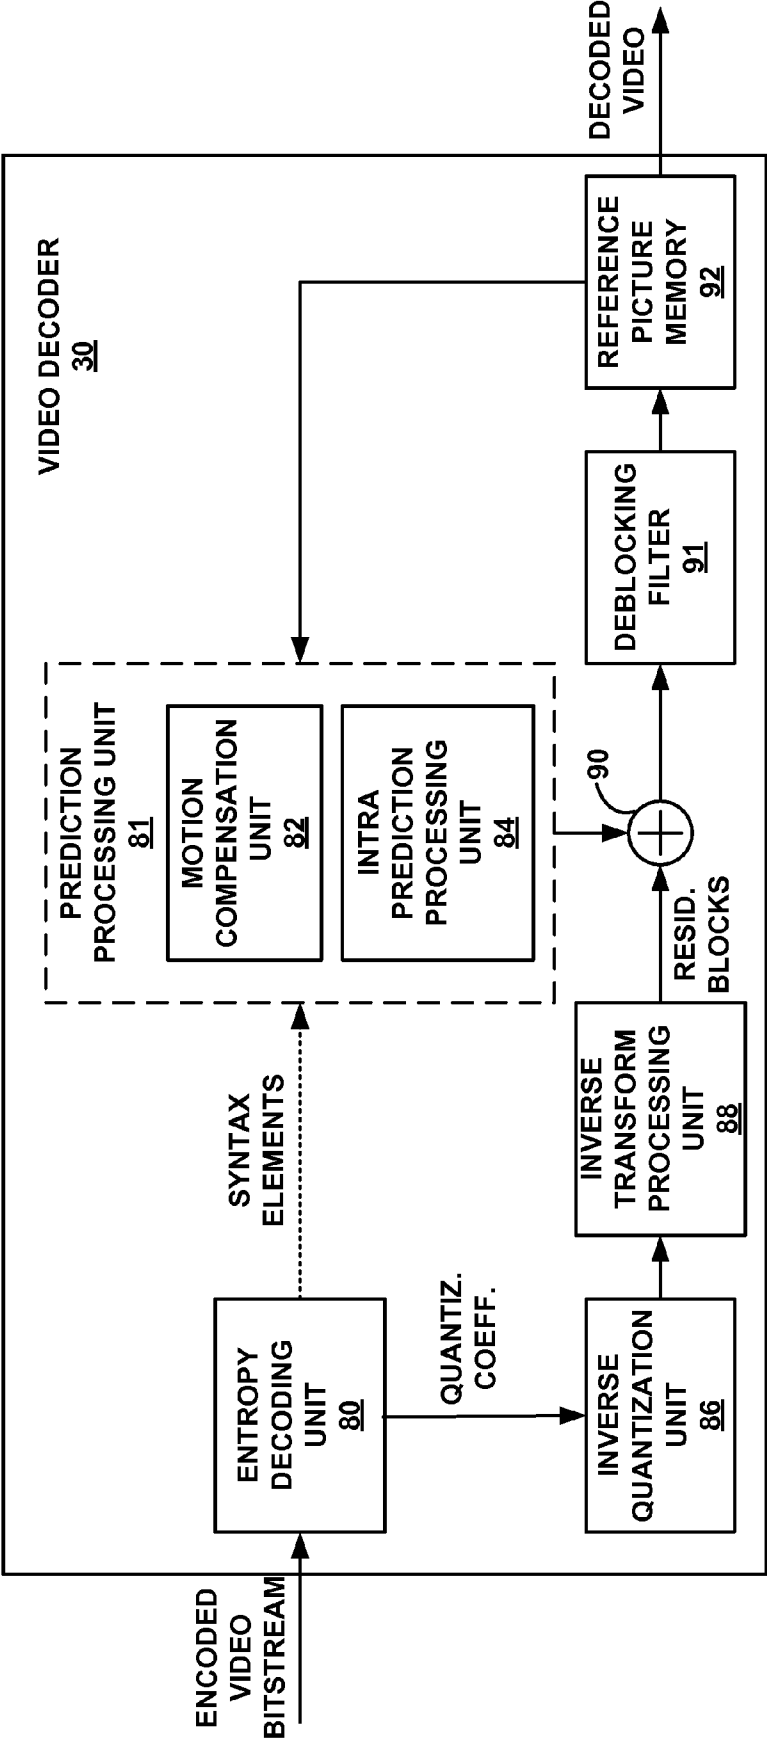 VIDEO DECODER
30
PREDICTION
PROCESSING UNIT
81
MOTION
COMPENSATION
UNIT
82
INTRA
PREDICTION
PROCESSING
UNIT
84
SYNTAX
ELEMENTS
ENCODED
VIDEO
BITSTREAM
ENTROPY
DECODING
UNIT
80
QUANTIZ.
COEFF.
INVERSE
QUANTIZATION
UNIT
86
INVERSE
TRANSFORM
PROCESSING
UNIT
88
RESID.
BLOCKS
90
DEBLOCKING
FILTER
91
REFERENCE
PICTURE
MEMORY
92
DECODED
VIDEO